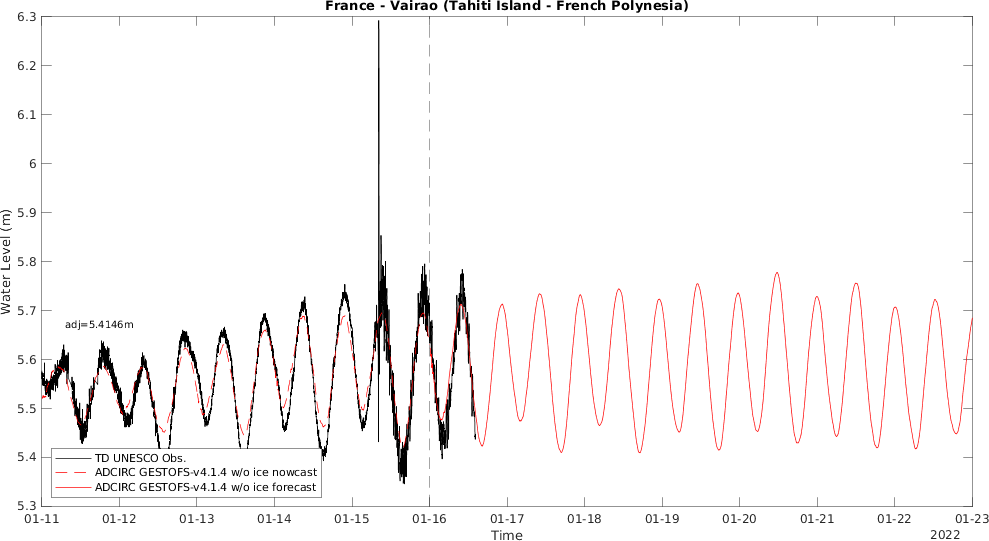 France - Vairao (Tahiti Island - French Polynesia)
6.3
6.2
6.1
6
5.9
5.8
5.7
5.6
5.5
5.4
5.3
Water Level (m)
adj=5.4146m
TD UNESCO Obs.
ADCIRC GESTOFS-v4.1.4 w/o ice nowcast
ADCIRC GESTOFS-v4.1.4 w/o ice forecast
01-11 01-12 01-13 01-14 01-15 01-16 01-17 01-18 01-19 01-20 01-21 01-22 01-23
Time
2022